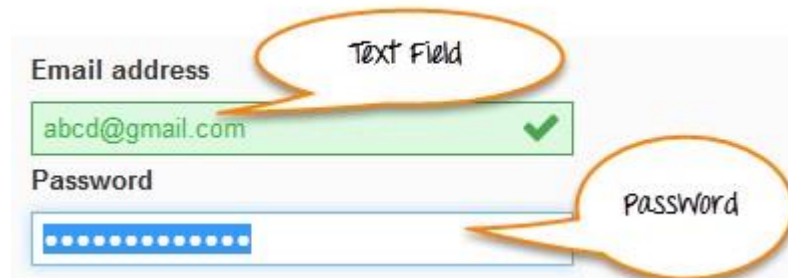 Text Field
Email address
abcd@gmail.com
Password
•••••••••••••
Password